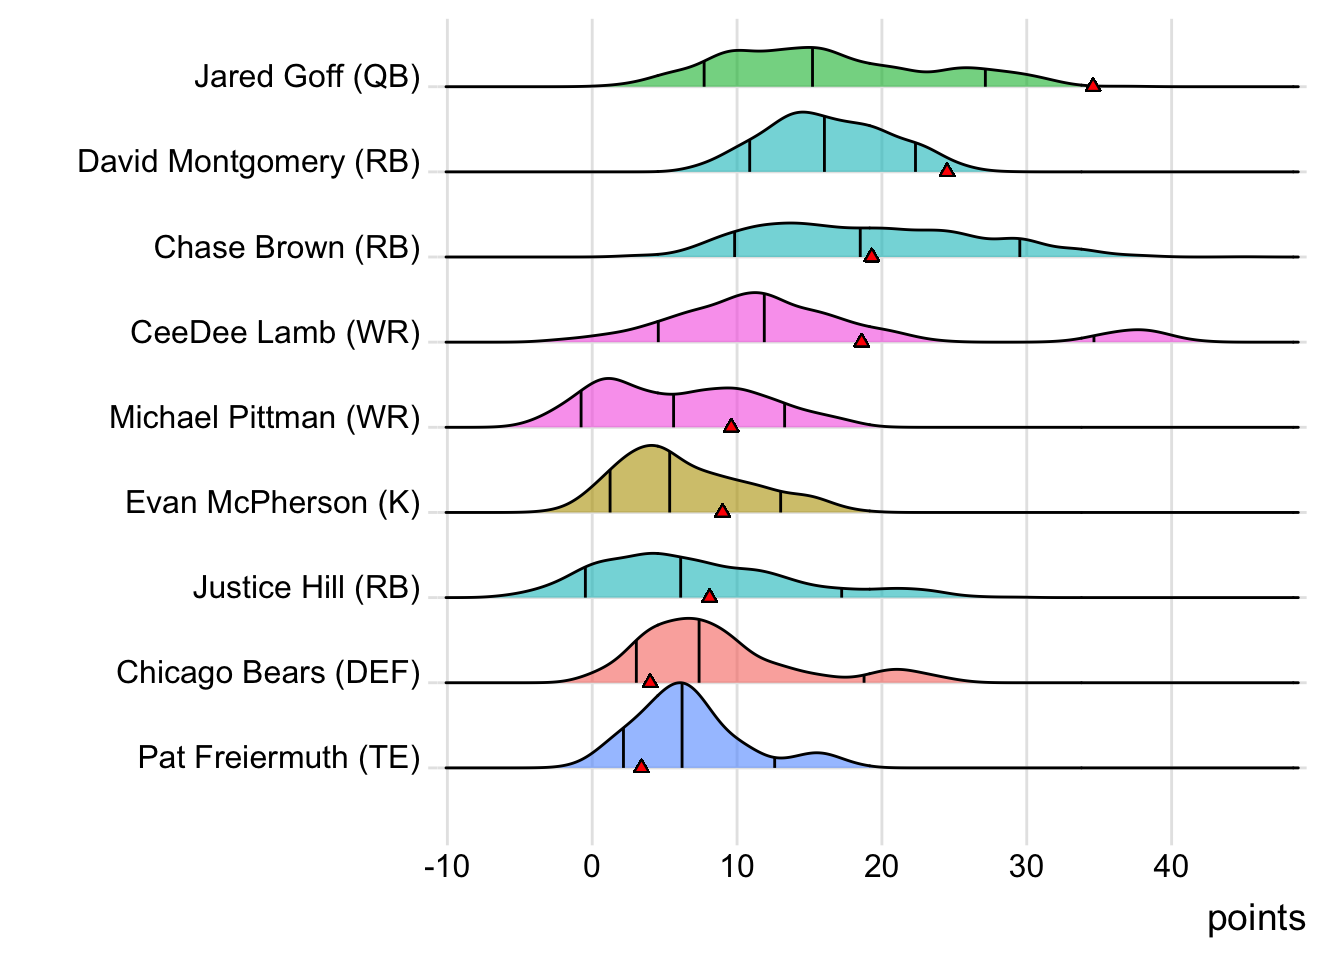 Jared Goff (QB)
David Montgomery (RB)
Chase Brown (RB)
CeeDee Lamb (WR)
Michael Pittman (WR)
Evan McPherson (K)
Justice Hill (RB)
Chicago Bears (DEF)
Pat Freiermuth (TE)
-10 0 10 20 30 40
points